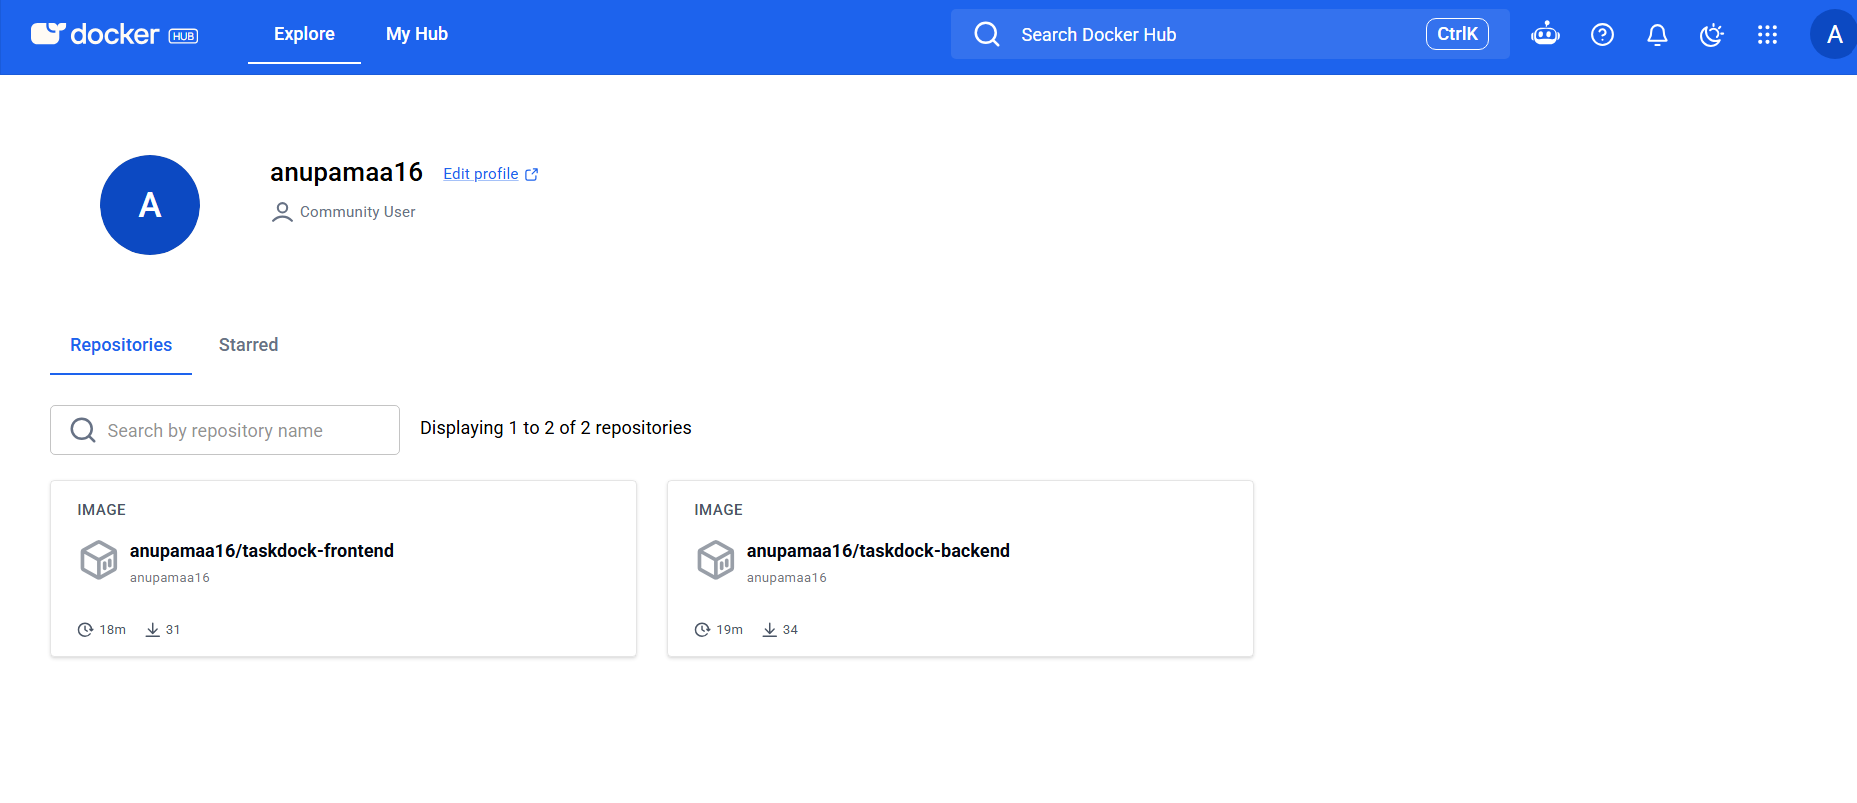 docker HUB
Explore
My Hub
Search Docker Hub
CtrlK
A
A
anupamaa16
Edit profile
Community User
Repositories
Starred
Search by repository name
Displaying 1 to 2 of 2 repositories
IMAGE
anupamaa16/taskdock-frontend
anupamaa16
18m
31
IMAGE
anupamaa16/taskdock-backend
anupamaa16
19m
34